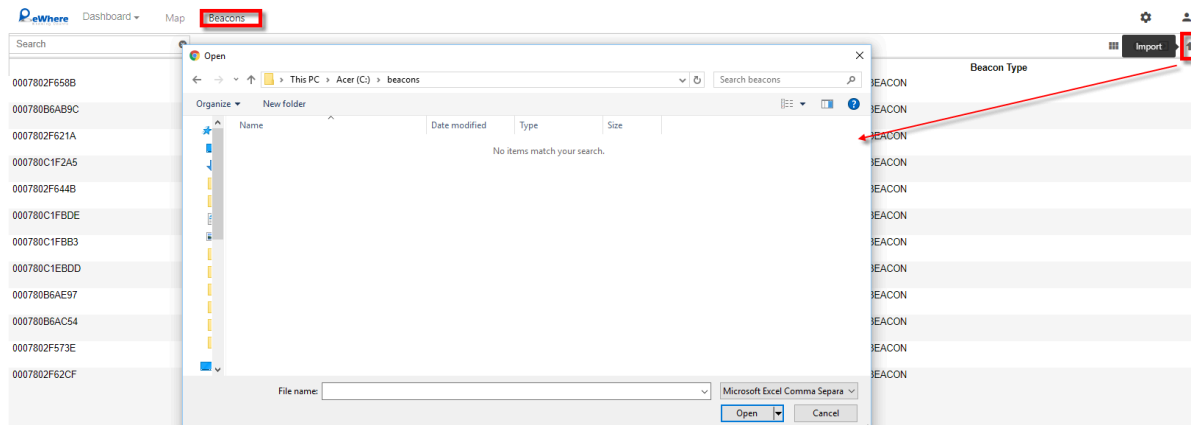 BeWhere Dashboard Map Beacons
Search Import
Beacon Type
Open
This PC > Acer (C:) > beacons Search beacons
Organize New folder
Name Date modified Type Size
No items match your search.
0007802F658B BEACON
000780B6AB9C BEACON
0007802F621A BEACON
000780C1F2A5 BEACON
0007802F644B BEACON
000780C1FBDE BEACON
000780C1FBB3 BEACON
000780C1EBDD BEACON
000780B6AE97 BEACON
000780B6AC54 BEACON
0007802F573E BEACON
0007802F62CF BEACON
File name: Microsoft Excel Comma Separa
Open Cancel